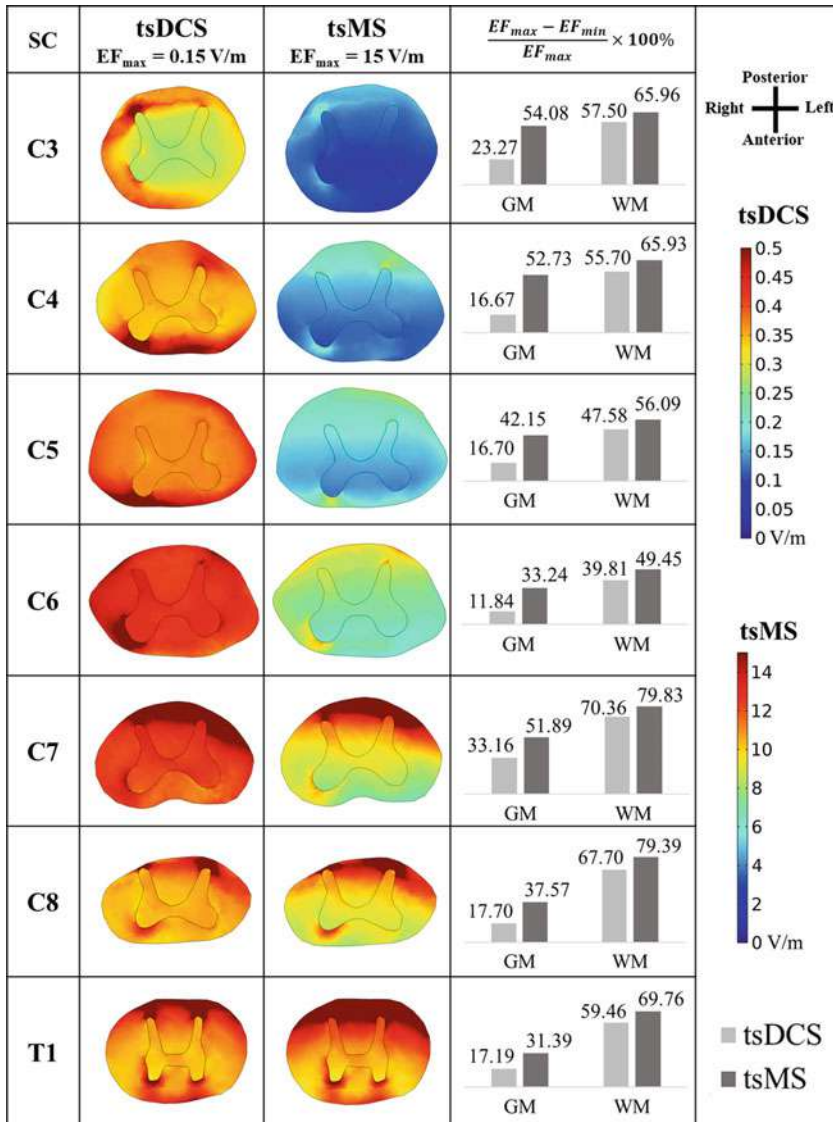 SC
tsDCS
EFmax = 0.15 V/m
tsMS
EFmax = 15 V/m
EFmax − EFmin
EFmax
× 100%
C3
54.08
57.50
65.96
23.27
GM
WM
C4
52.73
55.70
65.93
16.67
GM
WM
C5
42.15
47.58
56.09
16.70
GM
WM
C6
33.24
39.81
49.45
11.84
GM
WM
C7
51.89
70.36
79.83
33.16
GM
WM
C8
37.57
67.70
79.39
17.70
GM
WM
T1
31.39
59.46
69.76
17.19
GM
WM
Posterior
Right
Left
Anterior
tsDCS
0.5
0.45
0.4
0.35
0.3
0.25
0.2
0.15
0.1
0.05
0 V/m
tsMS
14
12
10
8
6
4
2
0 V/m
tsDCS
tsMS